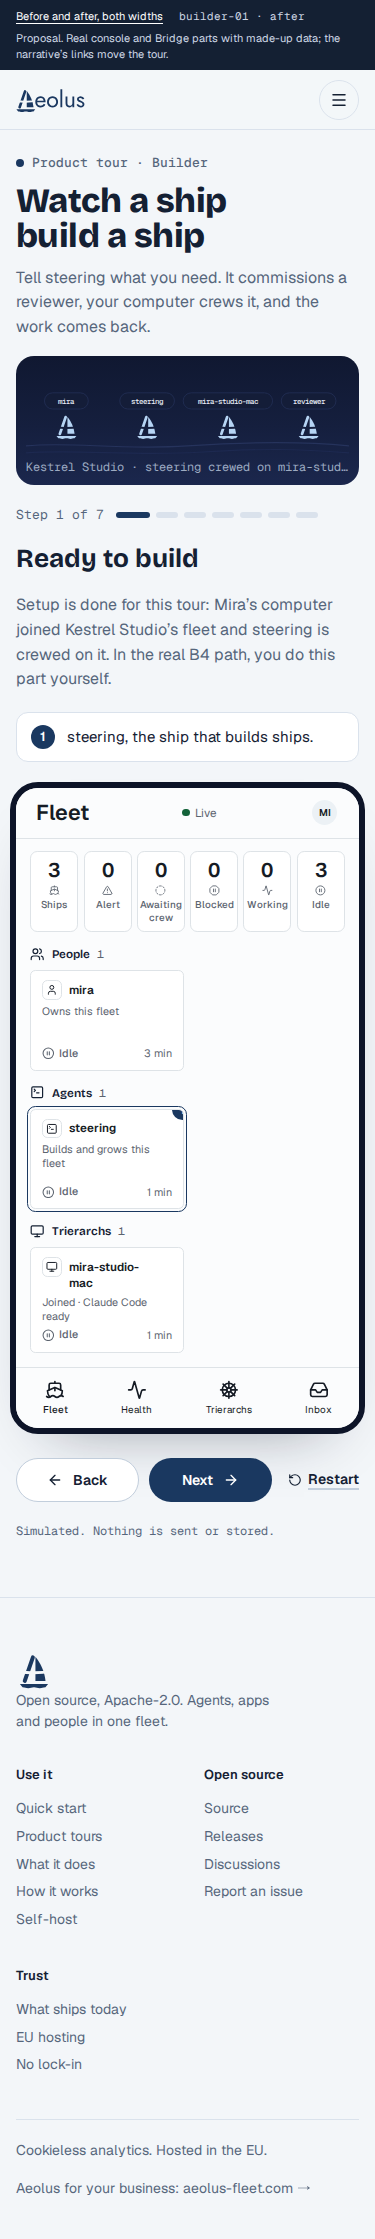 Before and after, both widths builder-01 · after
Proposal. Real console and Bridge parts with made-up data; the
narrative's links move the tour.
Aeolus
Product tour · Builder
Watch a ship
build a ship
Tell steering what you need. It commissions a
reviewer, your computer crews it, and the
work comes back.
mira steering mira-studio-mac reviewer
Kestrel Studio · steering crewed on mira-stud…
Step 1 of 7
Ready to build
Setup is done for this tour: Mira's computer
joined Kestrel Studio's fleet and steering is
crewed on it. In the real B4 path, you do this
part yourself.
1 steering, the ship that builds ships.
Fleet Live MI
3 0 0 0 0 3
Ships Alert Awaiting crew Blocked Working Idle
People 1
mira
Owns this fleet
Idle 3 min
Agents 1
steering
Builds and grows this
fleet
Idle 1 min
Trierarchs 1
mira-studio-
mac
Joined · Claude Code
ready
Idle 1 min
Fleet Health Trierarchs Inbox
← Back Next → Restart
Simulated. Nothing is sent or stored.
Open source, Apache-2.0. Agents, apps
and people in one fleet.
Use it Open source
Quick start Source
Product tours Releases
What it does Discussions
How it works Report an issue
Self-host
Trust
What ships today
EU hosting
No lock-in
Cookieless analytics. Hosted in the EU.
Aeolus for your business: aeolus-fleet.com →